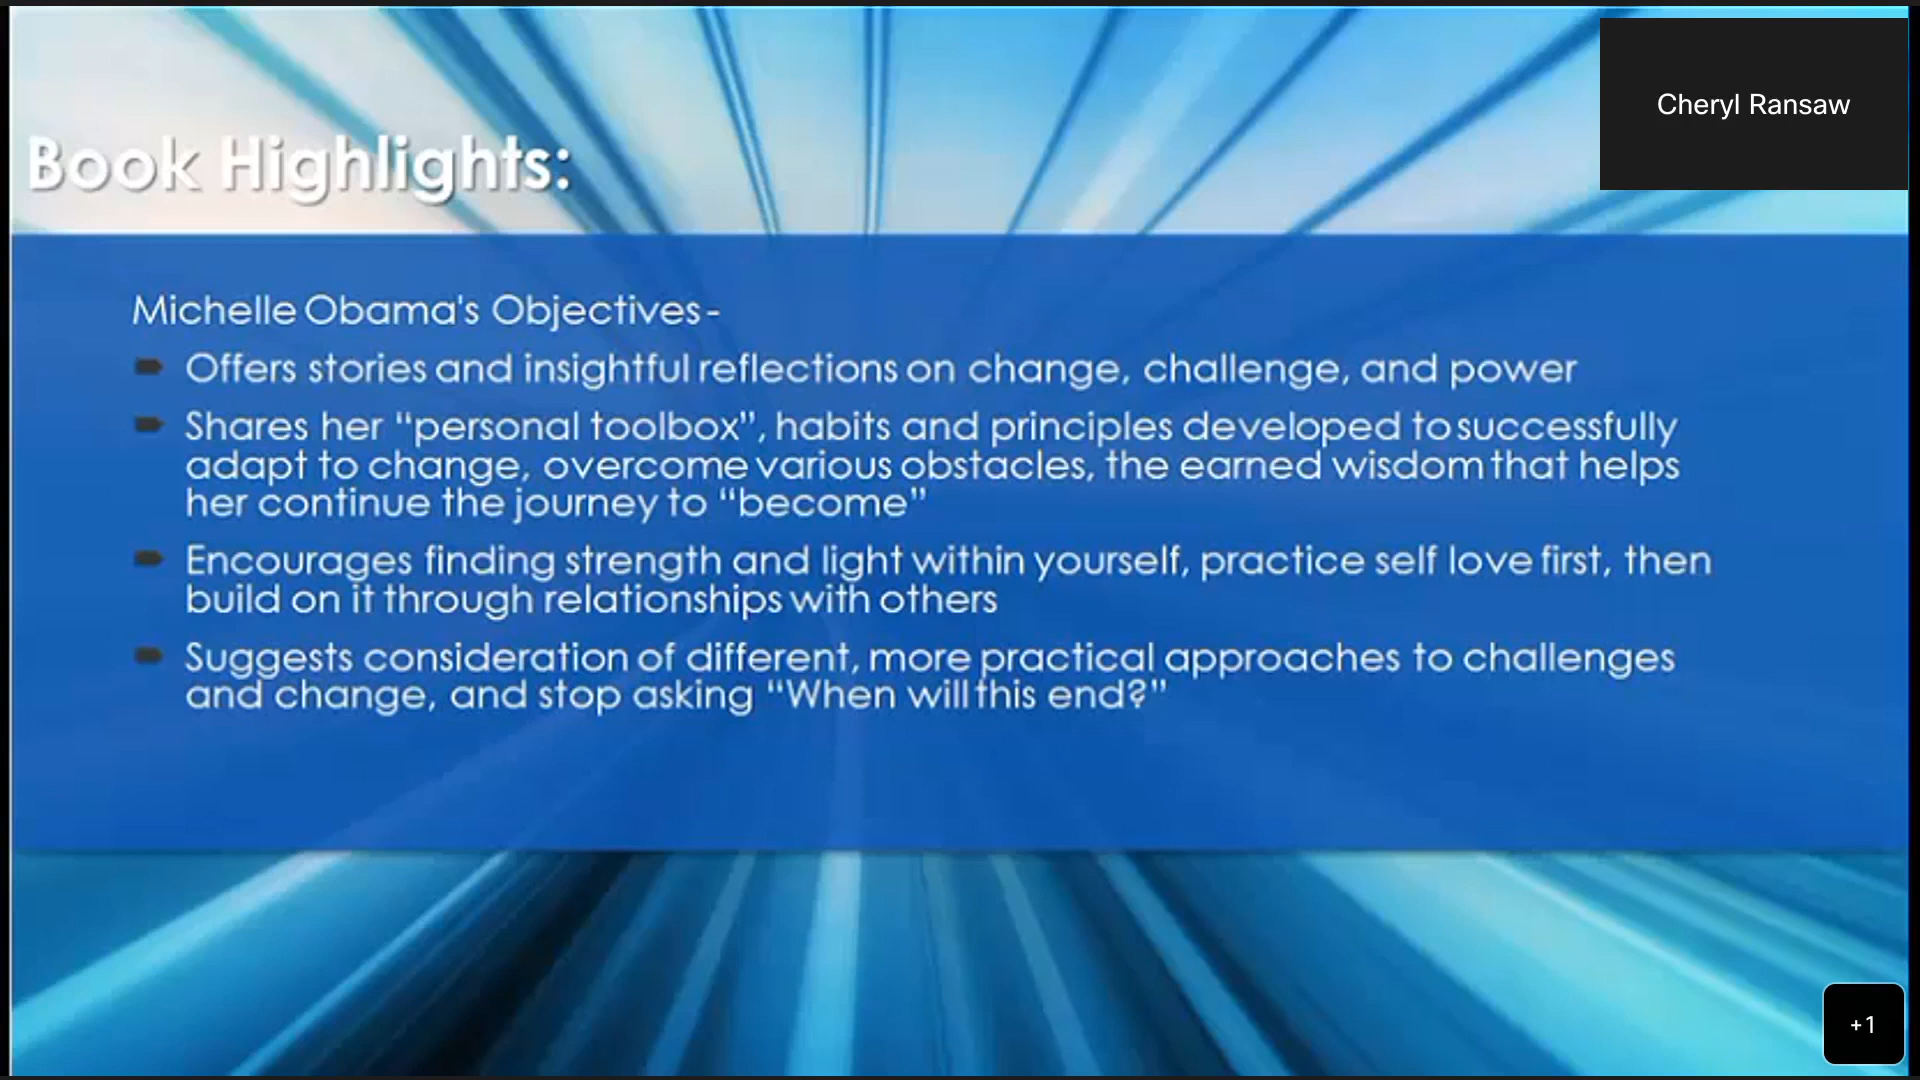 Cheryl Ransaw
Book Highlights:
Michelle Obama's Objectives -
Offers stories and insightful reflections on change, challenge, and power
Shares her “personal toolbox”, habits and principles developed to successfully
adapt to change, overcome various obstacles, the earned wisdom that helps
her continue the journey to “become”
Encourages finding strength and light within yourself, practice self love first, then
build on it through relationships with others
Suggests consideration of different, more practical approaches to challenges
and change, and stop asking “When will this end?”
+1